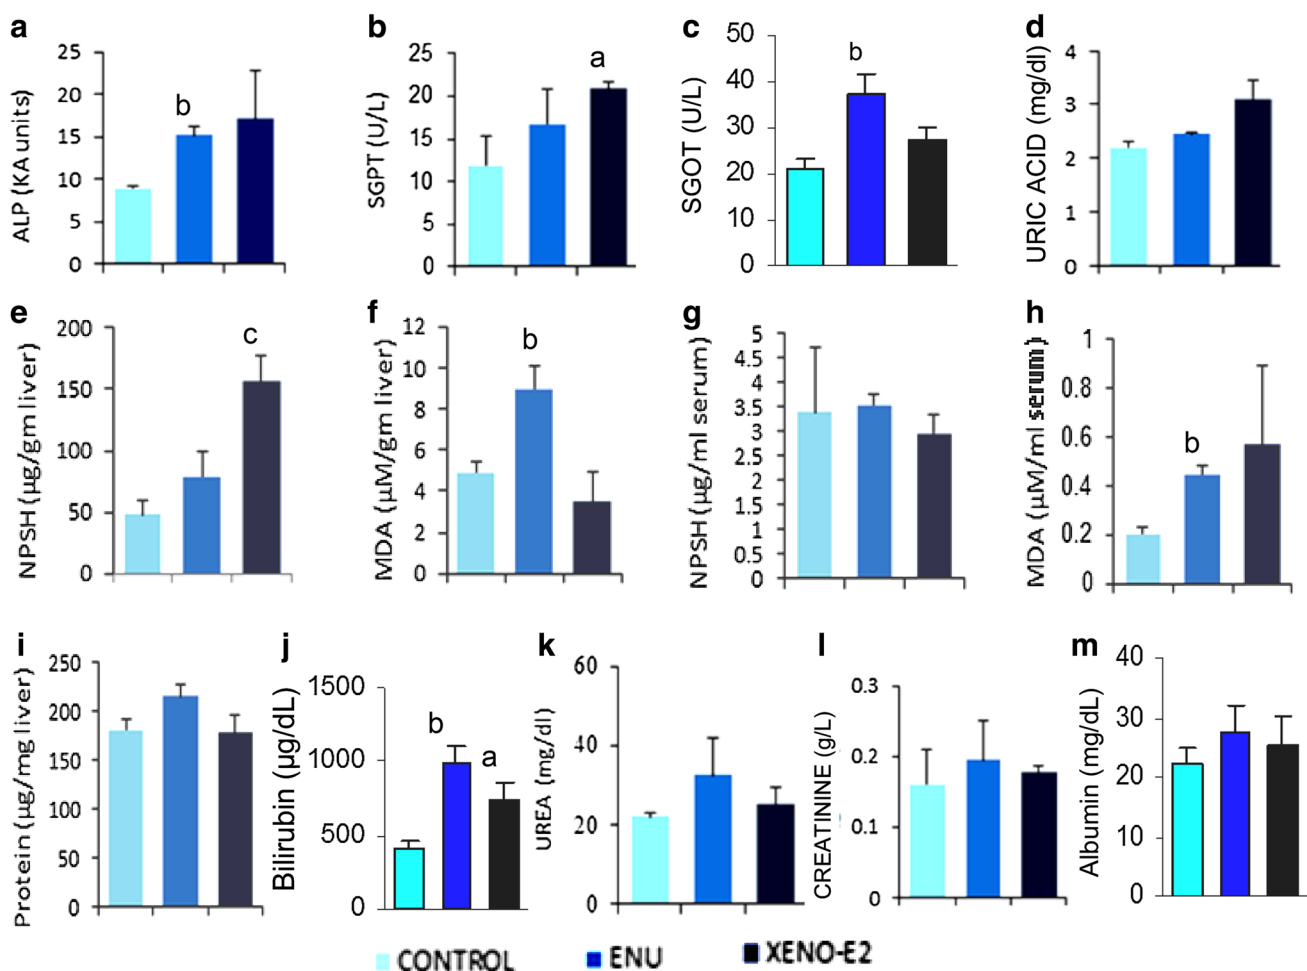 a
ALP (KA units)
25
20
15
10
5
0
b
b
SGPT (U/L)
25
20
15
10
5
0
a
c
SGOT (U/L)
50
40
30
20
10
0
b
d
URIC ACID (mg/dl)
4
3
2
1
0
e
NPSH (µg/gm liver)
200
150
100
50
0
c
f
MDA (µM/gm liver)
12
10
8
6
4
2
0
b
g
NPSH (µg/ml serum)
5
4.5
4
3.5
3
2.5
2
1.5
1
0.5
0
h
MDA (µM/ml serum)
1
0.8
0.6
0.4
0.2
0
b
i
Protein (µg/mg liver)
250
200
150
100
50
0
j
Bilirubin (µg/dL)
1500
1000
500
0
b
a
k
UREA (mg/dl)
60
40
20
0
l
CREATININE (g/L)
0.3
0.2
0.1
0
m
Albumin (mg/dL)
40
30
20
10
0
CONTROL ENU XENO-E2